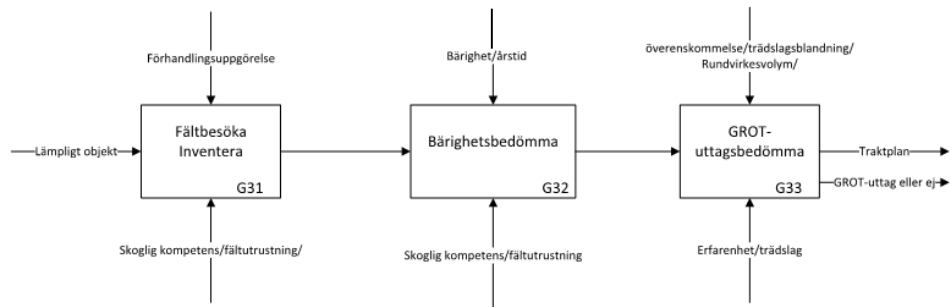 Förhandlingsuppgörelse
Bärighet/årstid
överenskommelse/trädslagsblandning/
Rundvirkesvolym/
Lämpligt objekt
Fältbesöka
Inventera
G31
Bärighetsbedömma
G32
GROT-
uttagsbedömma
G33
Traktplan
GROT-uttag eller ej
Skoglig kompetens/fältutrustning/
Skoglig kompetens/fältutrustning
Erfarenhet/trädslag